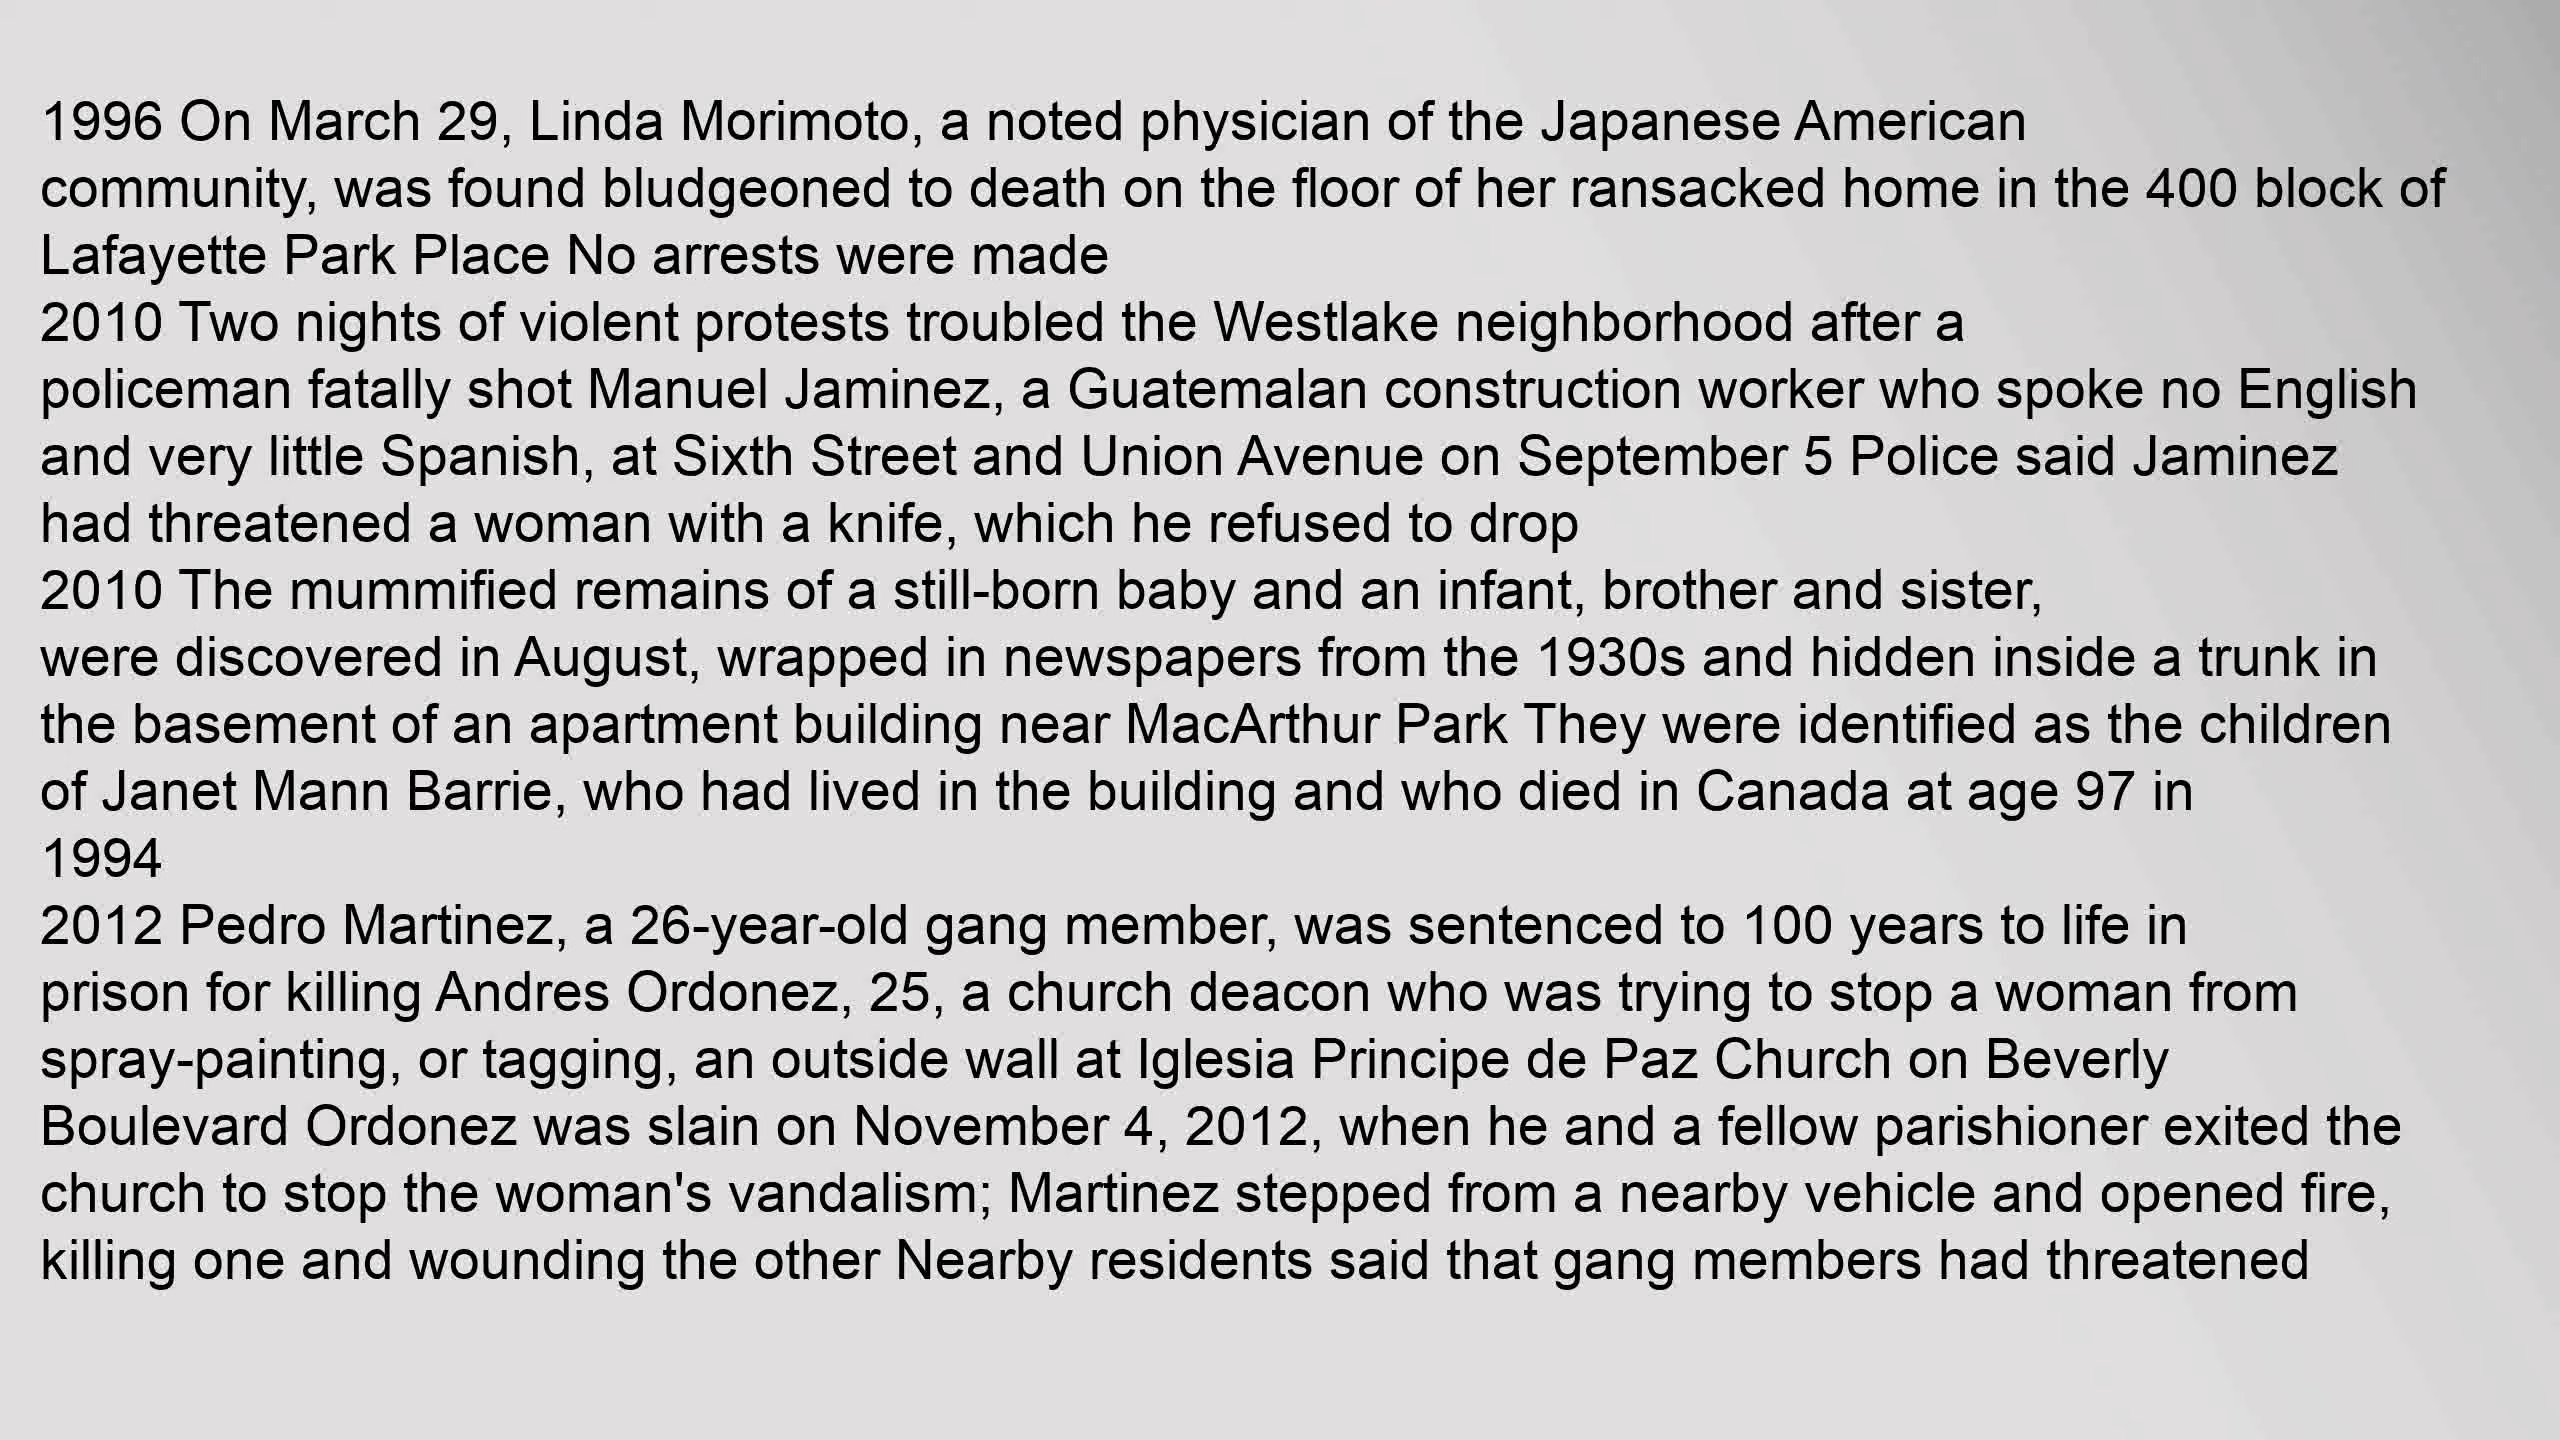 1996 On March 29, Linda Morimoto, a noted physician of the Japanese American
community, was found bludgeoned to death on the floor of her ransacked home in the 400 block of
Lafayette Park Place No arrests were made
2010 Two nights of violent protests troubled the Westlake neighborhood after a
policeman fatally shot Manuel Jaminez, a Guatemalan construction worker who spoke no English
and very little Spanish, at Sixth Street and Union Avenue on September 5 Police said Jaminez
had threatened a woman with a knife, which he refused to drop
2010 The mummified remains of a still-born baby and an infant, brother and sister,
were discovered in August, wrapped in newspapers from the 1930s and hidden inside a trunk in
the basement of an apartment building near MacArthur Park They were identified as the children
of Janet Mann Barrie, who had lived in the building and who died in Canada at age 97 in
1994
2012 Pedro Martinez, a 26-year-old gang member, was sentenced to 100 years to life in
prison for killing Andres Ordonez, 25, a church deacon who was trying to stop a woman from
spray-painting, or tagging, an outside wall at Iglesia Principe de Paz Church on Beverly
Boulevard Ordonez was slain on November 4, 2012, when he and a fellow parishioner exited the
church to stop the woman's vandalism; Martinez stepped from a nearby vehicle and opened fire,
killing one and wounding the other Nearby residents said that gang members had threatened